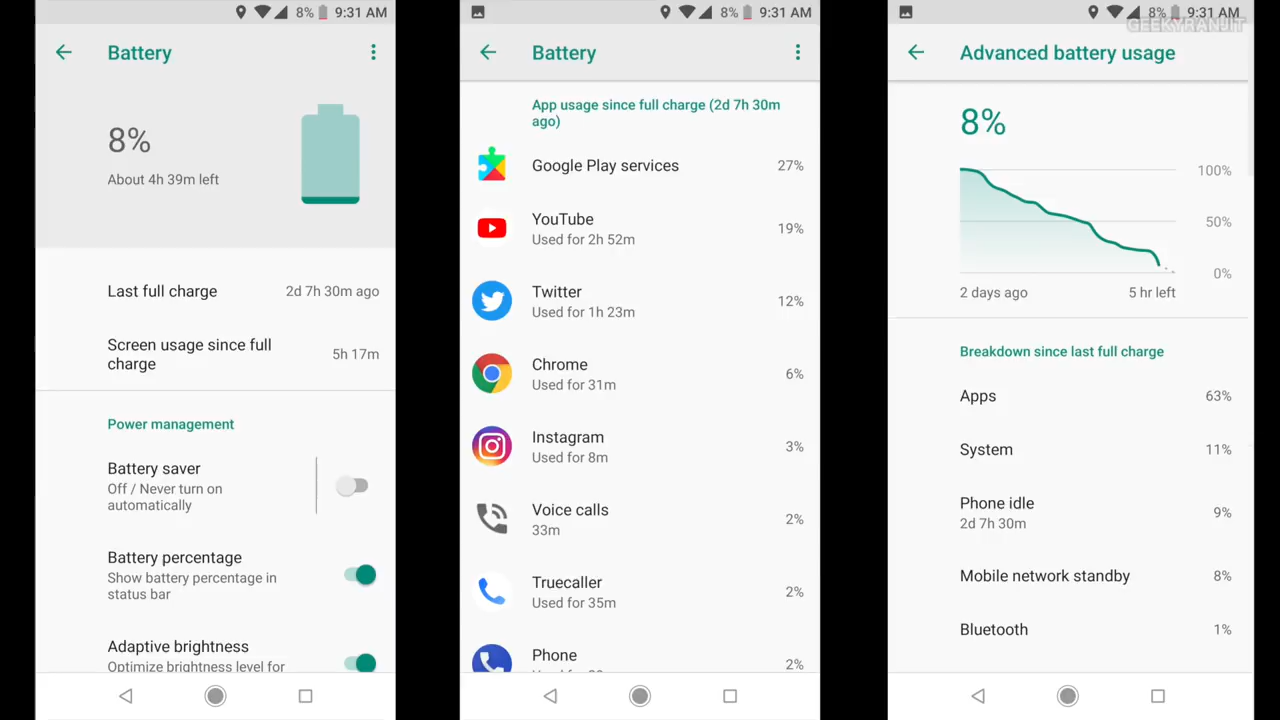 8% 9:31 AM
Battery
8%
About 4h 39m left
Last full charge 2d 7h 30m ago
Screen usage since full
charge
5h 17m
Power management
Battery saver
Off / Never turn on
automatically
Battery percentage
Show battery percentage in
status bar
Adaptive brightness
Optimize brightness level for
8% 9:31 AM
Battery
App usage since full charge (2d 7h 30m
ago)
Google Play services 27%
YouTube
Used for 2h 52m
19%
Twitter
Used for 1h 23m
12%
Chrome
Used for 31m
6%
Instagram
Used for 8m
3%
Voice calls
33m
2%
Truecaller
Used for 35m
2%
Phone
2%
8% 9:31 AM
GEEKYRANJIT
Advanced battery usage
8%
100%
50%
0%
2 days ago 5 hr left
Breakdown since last full charge
Apps 63%
System 11%
Phone idle
2d 7h 30m
9%
Mobile network standby 8%
Bluetooth 1%